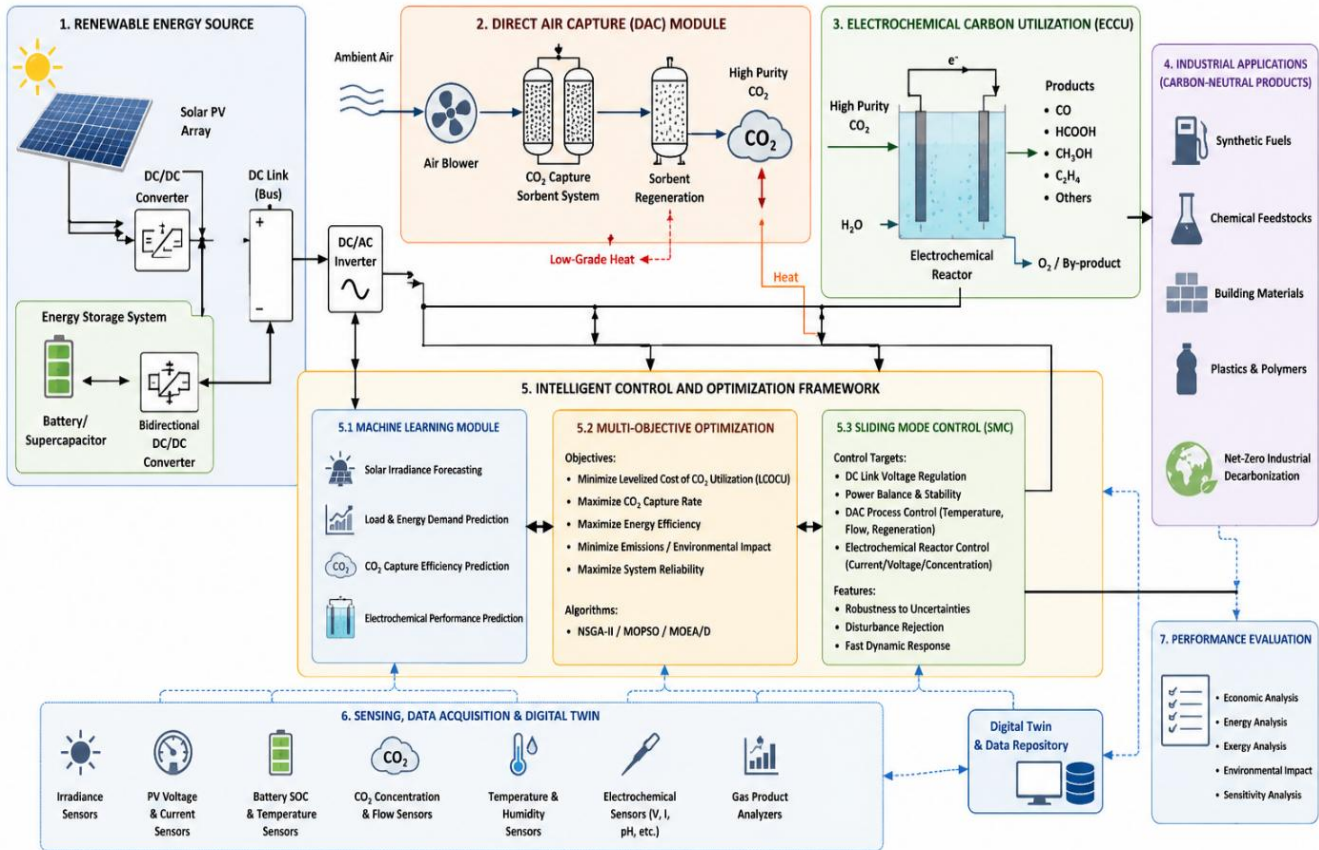 1. RENEWABLE ENERGY SOURCE
Solar PV
Array
DC/DC
Converter
DC Link
(Bus)
+
−
DC/AC
Inverter
Energy Storage System
Battery/
Supercapacitor
Bidirectional
DC/DC
Converter
2. DIRECT AIR CAPTURE (DAC) MODULE
Ambient Air
Air Blower
CO₂ Capture
Sorbent System
Sorbent
Regeneration
High Purity
CO₂
CO₂
Low-Grade Heat
Heat
3. ELECTROCHEMICAL CARBON UTILIZATION (ECCU)
High Purity
CO₂
e⁻
H₂O
Electrochemical
Reactor
Products
• CO
• HCOOH
• CH₃OH
• C₂H₄
• Others
O₂ / By-product
4. INDUSTRIAL APPLICATIONS
(CARBON-NEUTRAL PRODUCTS)
Synthetic Fuels
Chemical Feedstocks
Building Materials
Plastics & Polymers
Net-Zero Industrial
Decarbonization
5. INTELLIGENT CONTROL AND OPTIMIZATION FRAMEWORK
5.1 MACHINE LEARNING MODULE
Solar Irradiance Forecasting
Load & Energy Demand Prediction
CO₂
CO₂ Capture Efficiency Prediction
Electrochemical Performance Prediction
5.2 MULTI-OBJECTIVE OPTIMIZATION
Objectives:
• Minimize Levelized Cost of CO₂ Utilization (LCOCU)
• Maximize CO₂ Capture Rate
• Maximize Energy Efficiency
• Minimize Emissions / Environmental Impact
• Maximize System Reliability
Algorithms:
• NSGA-II / MOPSO / MOEA/D
5.3 SLIDING MODE CONTROL (SMC)
Control Targets:
• DC Link Voltage Regulation
• Power Balance & Stability
• DAC Process Control (Temperature,
Flow, Regeneration)
• Electrochemical Reactor Control
(Current/Voltage/Concentration)
Features:
• Robustness to Uncertainties
• Disturbance Rejection
• Fast Dynamic Response
6. SENSING, DATA ACQUISITION & DIGITAL TWIN
Irradiance
Sensors
PV Voltage
& Current
Sensors
Battery SOC
& Temperature
Sensors
CO₂
CO₂ Concentration
& Flow Sensors
Temperature &
Humidity
Sensors
Electrochemical
Sensors (V, I,
pH, etc.)
Gas Product
Analyzers
Digital Twin
& Data Repository
7. PERFORMANCE EVALUATION
• Economic Analysis
• Energy Analysis
• Exergy Analysis
• Environmental Impact
• Sensitivity Analysis